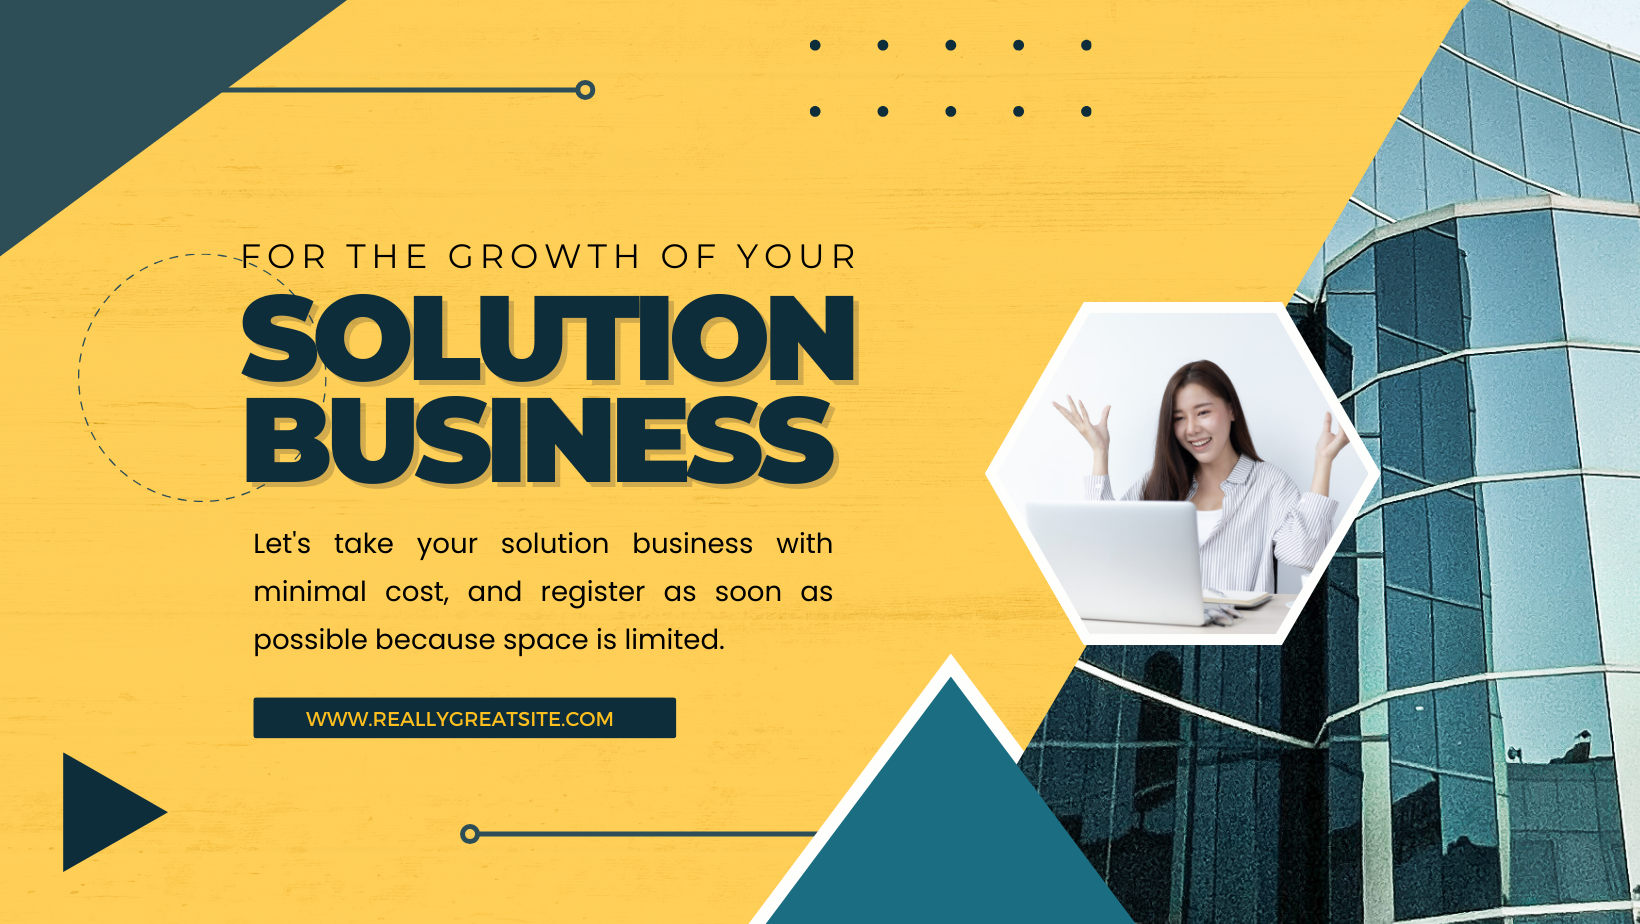 FOR THE GROWTH OF YOUR
SOLUTION
BUSINESS
Let's take your solution business with
minimal cost, and register as soon as
possible because space is limited.
WWW.REALLYGREATSITE.COM